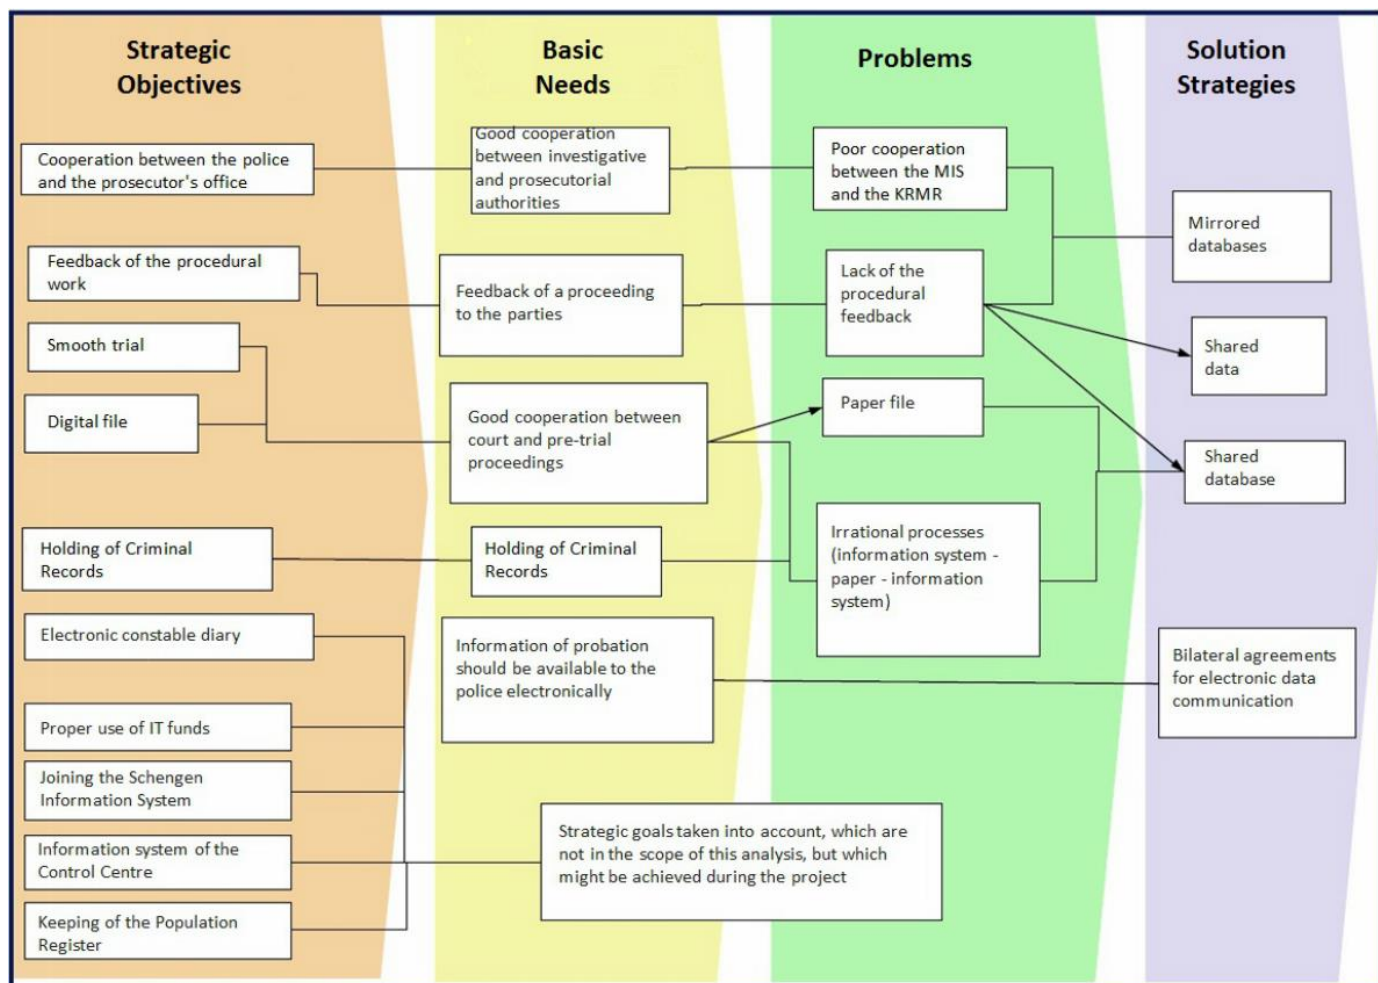 Strategic
Objectives
Basic
Needs
Problems
Solution
Strategies
Cooperation between the police
and the prosecutor's office
Good cooperation
between investigative
and prosecutorial
authorities
Poor cooperation
between the MIS
and the KRMR
Mirrored
databases
Feedback of the procedural
work
Feedback of a proceeding
to the parties
Lack of the
procedural
feedback
Shared
data
Smooth trial
Digital file
Good cooperation between
court and pre-trial
proceedings
Paper file
Shared
database
Holding of Criminal
Records
Holding of Criminal
Records
Irrational processes
(information system -
paper - information
system)
Electronic constable diary
Information of probation
should be available to the
police electronically
Bilateral agreements
for electronic data
communication
Proper use of IT funds
Joining the Schengen
Information System
Information system of the
Control Centre
Strategic goals taken into account, which are
not in the scope of this analysis, but which
might be achieved during the project
Keeping of the Population
Register